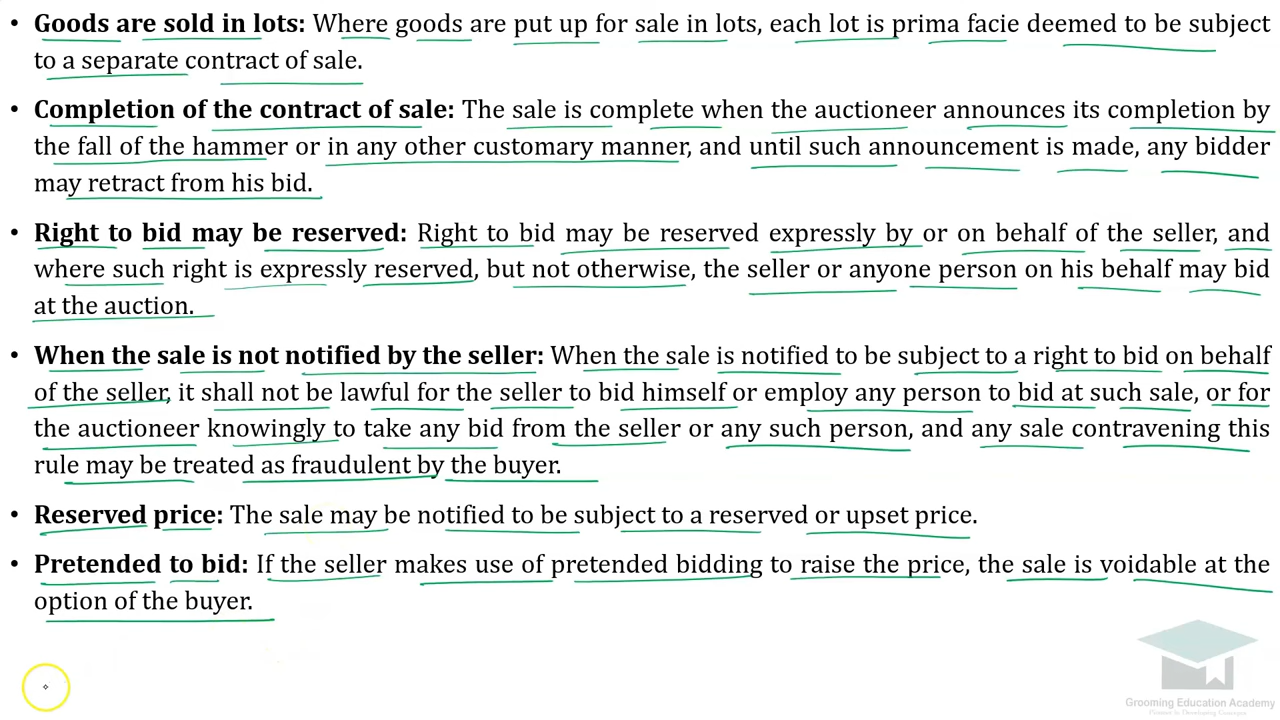 • Goods are sold in lots: Where goods are put up for sale in lots, each lot is prima facie deemed to be subject
to a separate contract of sale.
• Completion of the contract of sale: The sale is complete when the auctioneer announces its completion by
the fall of the hammer or in any other customary manner, and until such announcement is made, any bidder
may retract from his bid.
• Right to bid may be reserved: Right to bid may be reserved expressly by or on behalf of the seller, and
where such right is expressly reserved, but not otherwise, the seller or anyone person on his behalf may bid
at the auction.
• When the sale is not notified by the seller: When the sale is notified to be subject to a right to bid on behalf
of the seller, it shall not be lawful for the seller to bid himself or employ any person to bid at such sale, or for
the auctioneer knowingly to take any bid from the seller or any such person, and any sale contravening this
rule may be treated as fraudulent by the buyer.
• Reserved price: The sale may be notified to be subject to a reserved or upset price.
• Pretended to bid: If the seller makes use of pretended bidding to raise the price, the sale is voidable at the
option of the buyer.
Grooming Education Academy